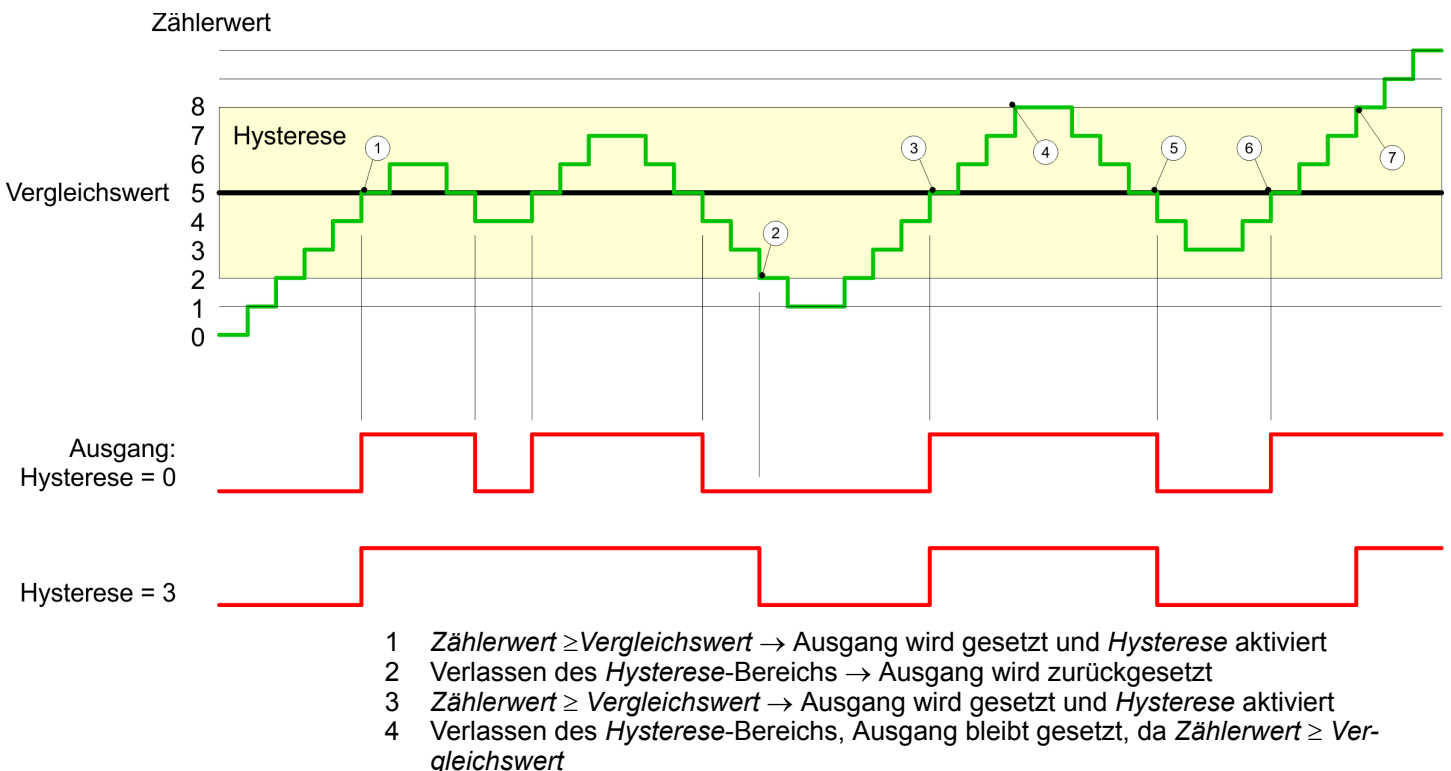 Zählerwert
8
7
Hysterese
1
3
4
5
6
7
6
Vergleichswert 5
4
2
3
2
1
0
Ausgang:
Hysterese = 0
Hysterese = 3
1 Zählerwert ≥Vergleichswert → Ausgang wird gesetzt und Hysterese aktiviert
2 Verlassen des Hysterese-Bereichs → Ausgang wird zurückgesetzt
3 Zählerwert ≥ Vergleichswert → Ausgang wird gesetzt und Hysterese aktiviert
4 Verlassen des Hysterese-Bereichs, Ausgang bleibt gesetzt, da Zählerwert ≥ Ver-
gleichswert